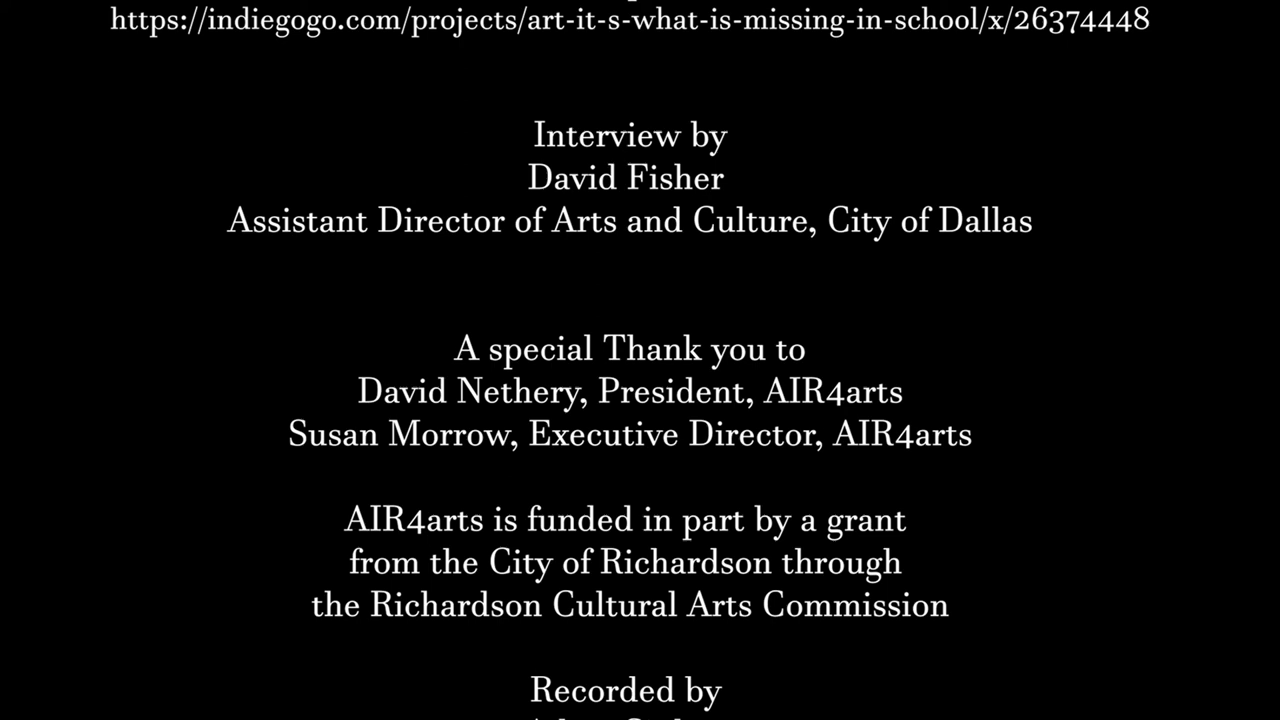 https://indiegogo.com/projects/art-it-s-what-is-missing-in-school/x/26374448
Interview by
David Fisher
Assistant Director of Arts and Culture, City of Dallas
A special Thank you to
David Nethery, President, AIR4arts
Susan Morrow, Executive Director, AIR4arts
AIR4arts is funded in part by a grant
from the City of Richardson through
the Richardson Cultural Arts Commission
Recorded by